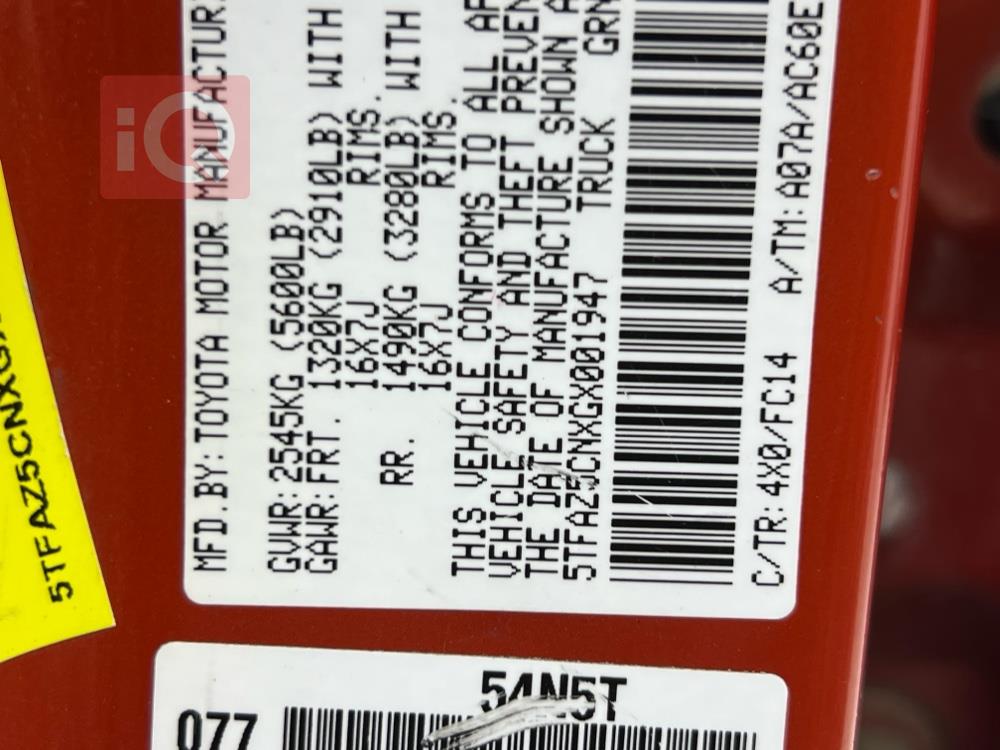 iQ
MFD.BY:TOYOTA MOTOR MANUFACTUR
GVWR:2545KG (5600LB)
GAWR:FRT. 1320KG (2910LB) WITH
16X7J RIMS.
RR. 1490KG (3280LB) WITH
16X7J RIMS.
THIS VEHICLE CONFORMS TO ALL AP
VEHICLE SAFETY AND THEFT PREVEN
THE DATE OF MANUFACTURE SHOWN A
5TFAZ5CNXGX001947 TRUCK GRN
C/TR:4X0/FC14 A/TM:A07A/AC60E
5TFAZ5CNXGX
54N5T
077